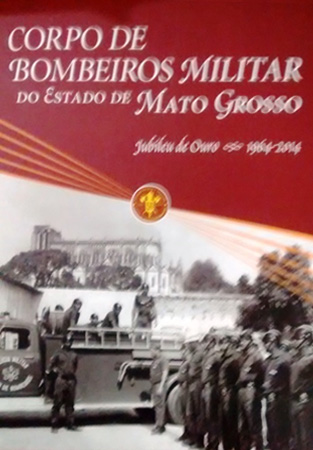 CORPO DE
BOMBEIROS MILITAR
DO ESTADO DE MATO GROSSO
Jubileu de Ouro 1964-2014